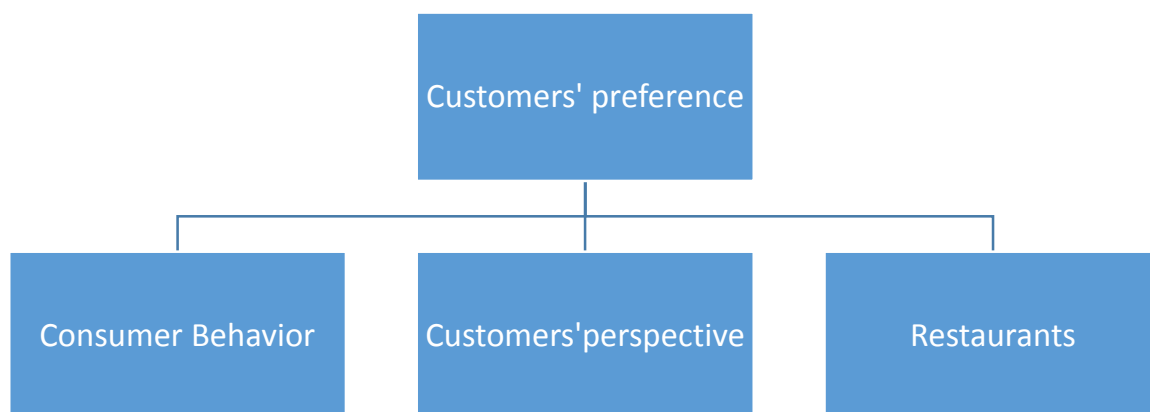 Customers' preference
Consumer Behavior
Customers'perspective
Restaurants